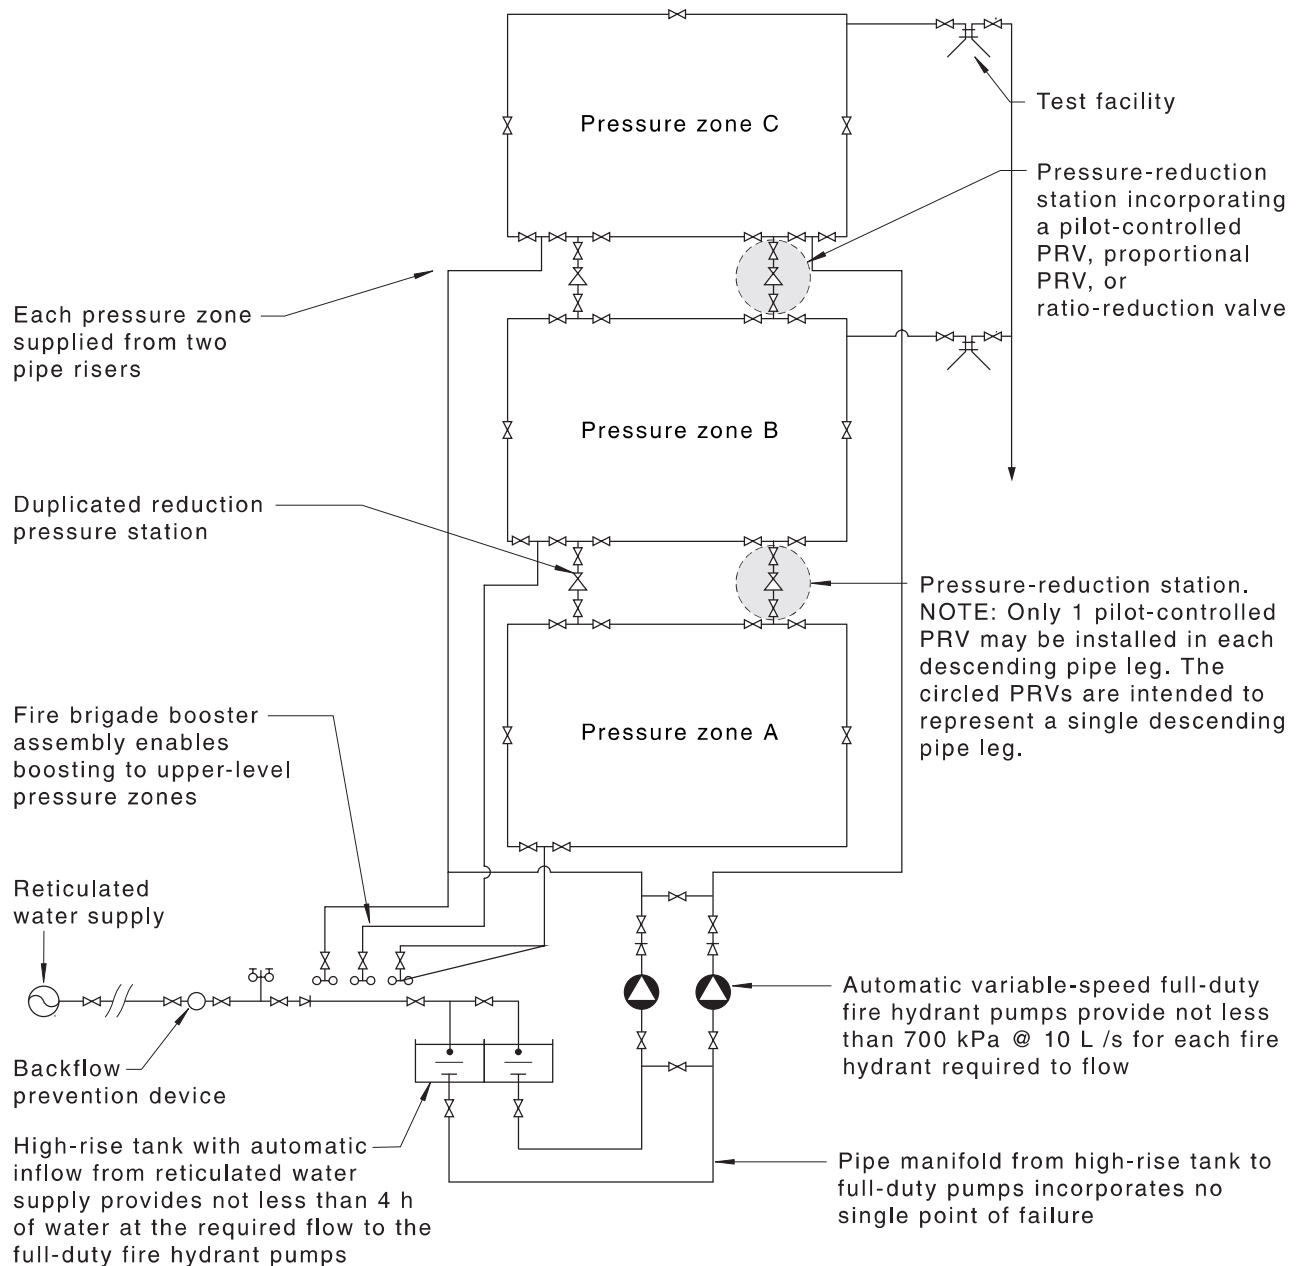 Pressure zone C
Test facility
Pressure-reduction
station incorporating
a pilot-controlled
PRV, proportional
PRV, or
ratio-reduction valve
Each pressure zone
supplied from two
pipe risers
Pressure zone B
Duplicated reduction
pressure station
Pressure-reduction station.
NOTE: Only 1 pilot-controlled
PRV may be installed in each
descending pipe leg. The
circled PRVs are intended to
represent a single descending
pipe leg.
Fire brigade booster
assembly enables
boosting to upper-level
pressure zones
Pressure zone A
Reticulated
water supply
Automatic variable-speed full-duty
fire hydrant pumps provide not less
than 700 kPa @ 10 L /s for each fire
hydrant required to flow
Backflow
prevention device
High-rise tank with automatic
inflow from reticulated water
supply provides not less than 4 h
of water at the required flow to the
full-duty fire hydrant pumps
Pipe manifold from high-rise tank to
full-duty pumps incorporates no
single point of failure